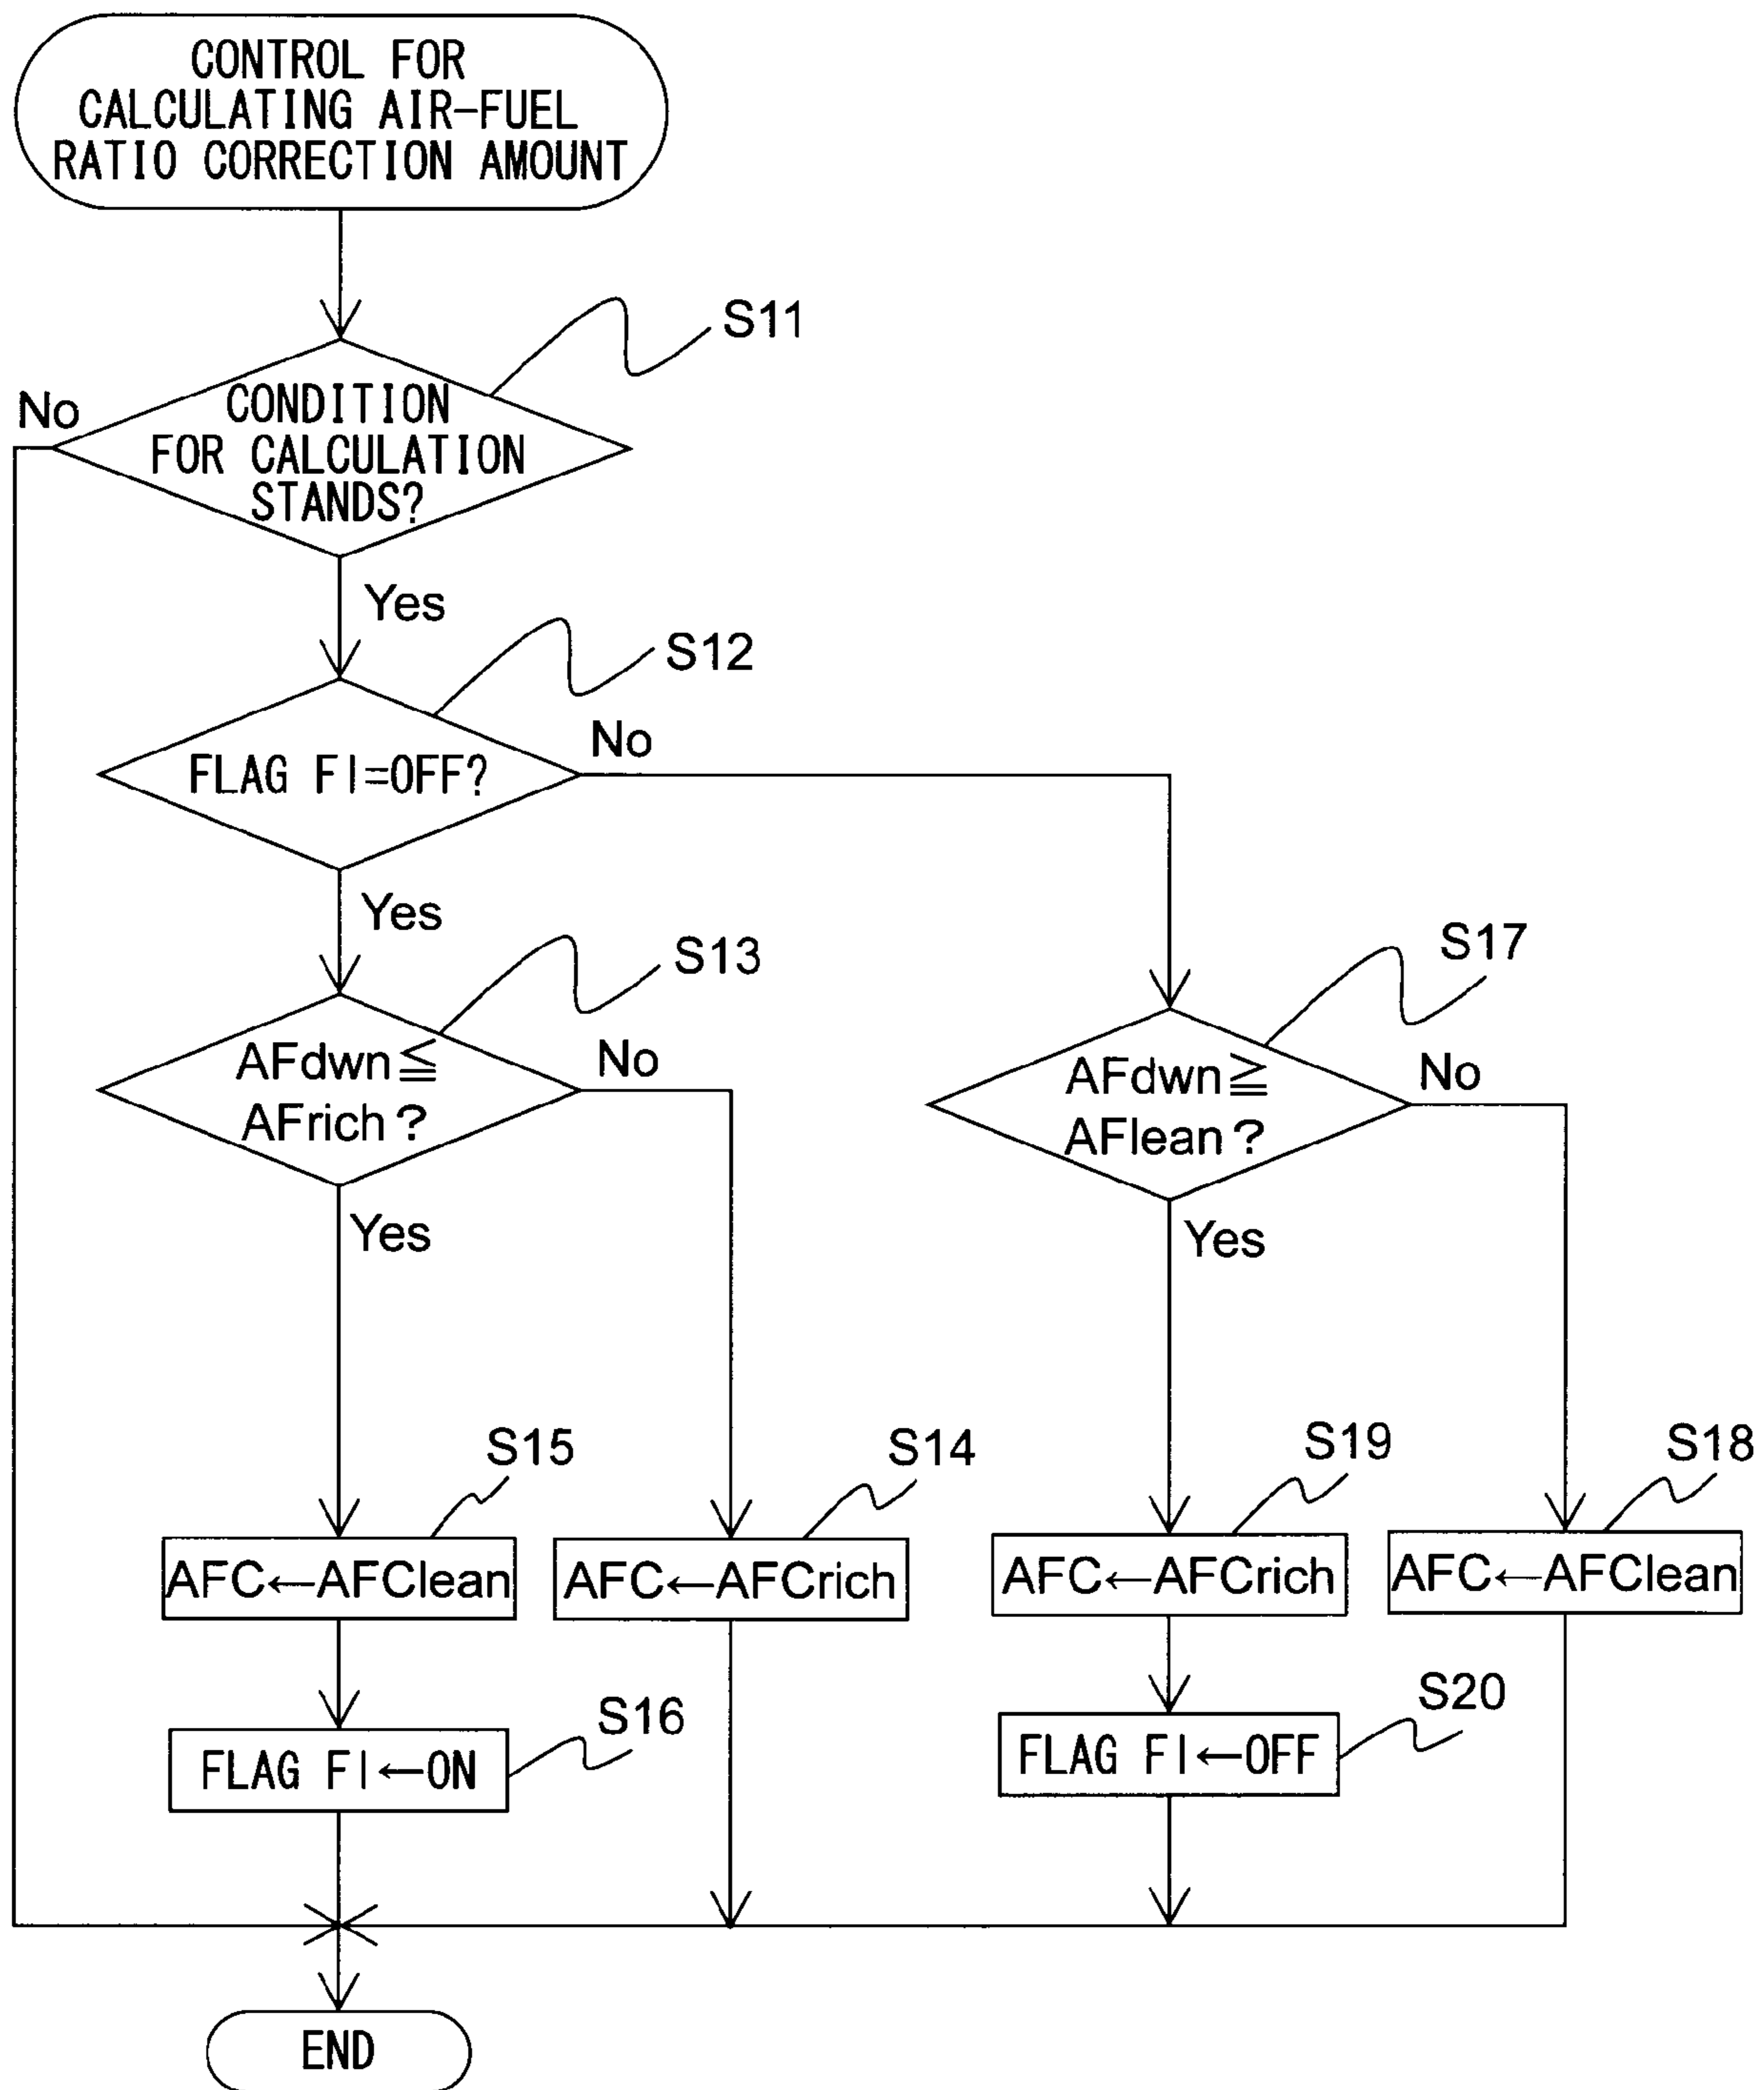 CONTROL FOR
CALCULATING AIR-FUEL
RATIO CORRECTION AMOUNT
S11
No
CONDITION
FOR CALCULATION
STANDS?
Yes
S12
No
FLAG FI=OFF?
Yes
S13
S17
AFdwn≦
AFrich?
No
AFdwn≧
AFlean?
No
Yes
Yes
S15
S14
S19
S18
AFC←AFClean
AFC←AFCrich
AFC←AFCrich
AFC←AFClean
S16
S20
FLAG FI←ON
FLAG FI←OFF
END